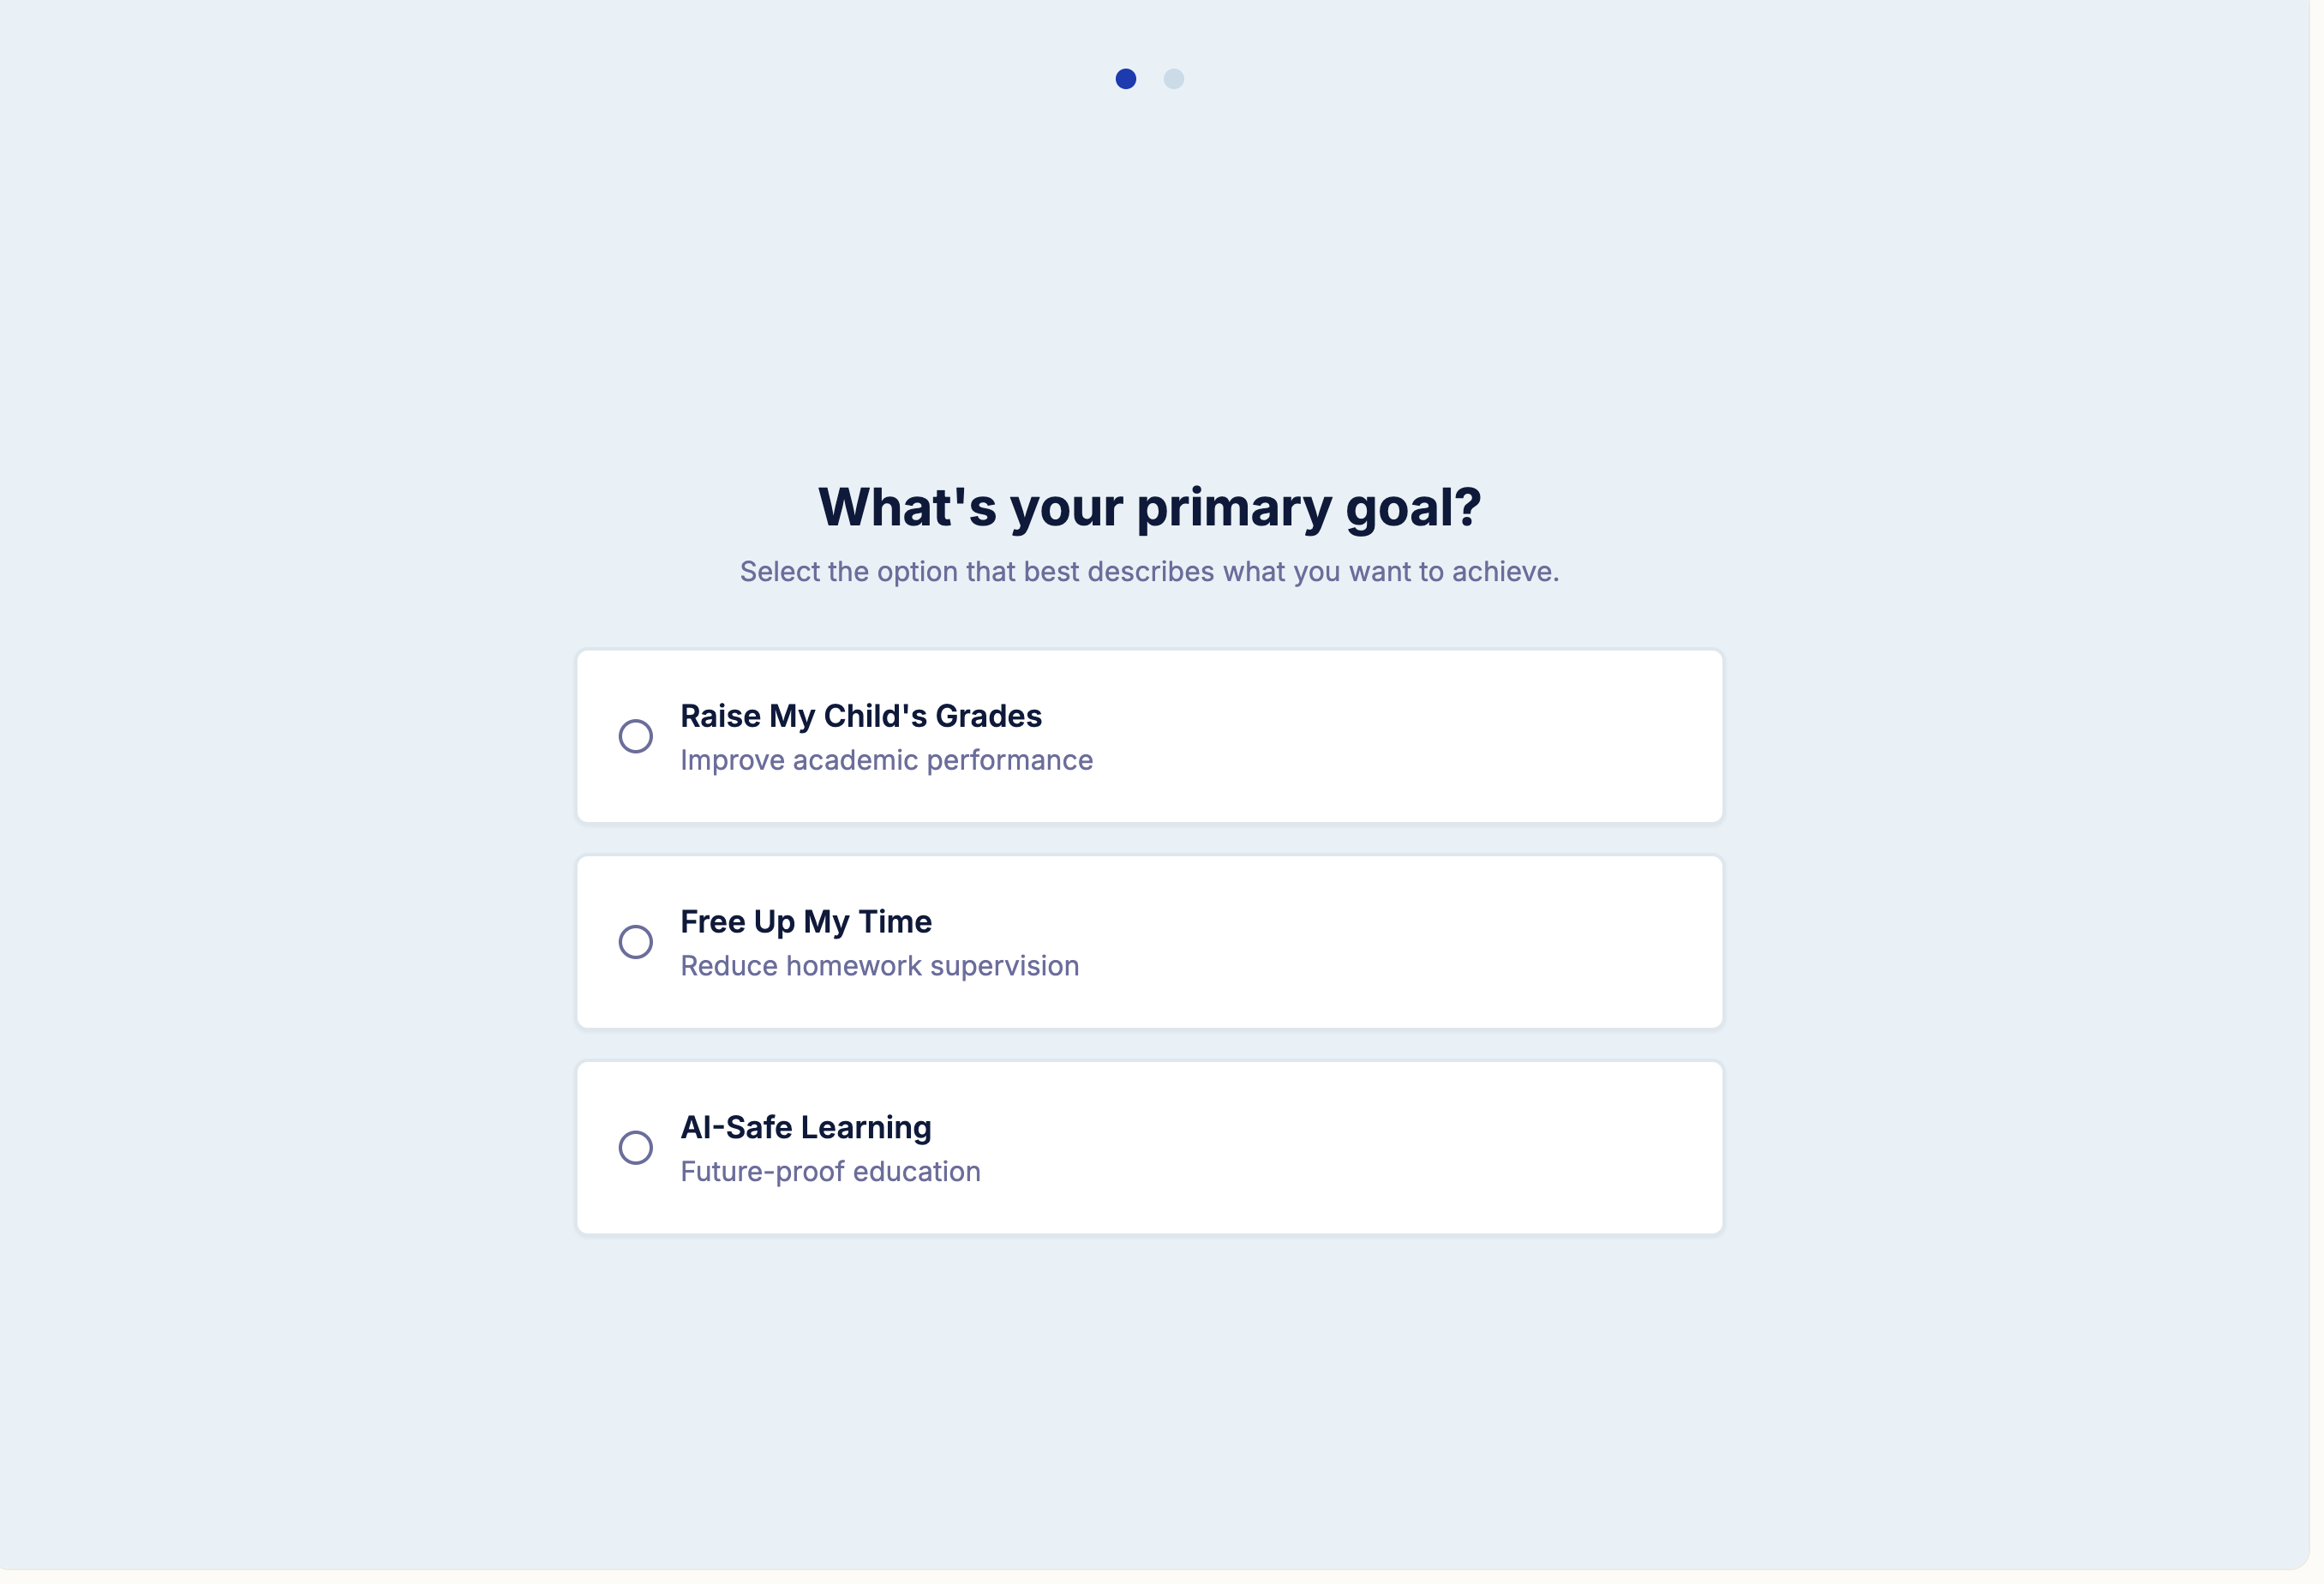 What's your primary goal?
Select the option that best describes what you want to achieve.
Raise My Child's Grades
Improve academic performance
Free Up My Time
Reduce homework supervision
AI-Safe Learning
Future-proof education